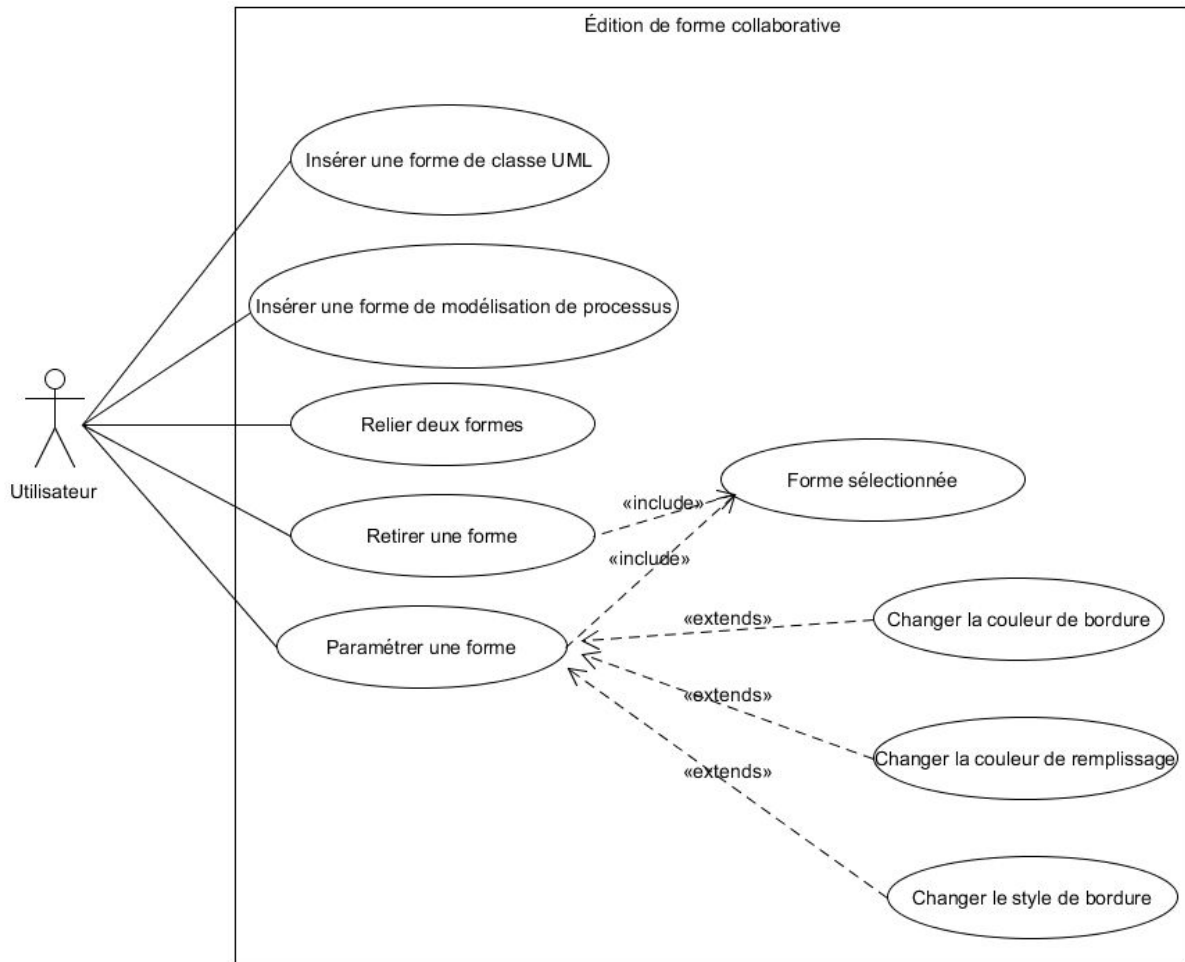 Édition de forme collaborative
Insérer une forme de classe UML
Insérer une forme de modélisation de processus
Relier deux formes
Utilisateur
Forme sélectionnée
«include»
Retirer une forme
«include»
Changer la couleur de bordure
«extends»
Paramétrer une forme
«extends»
Changer la couleur de remplissage
«extends»
Changer le style de bordure